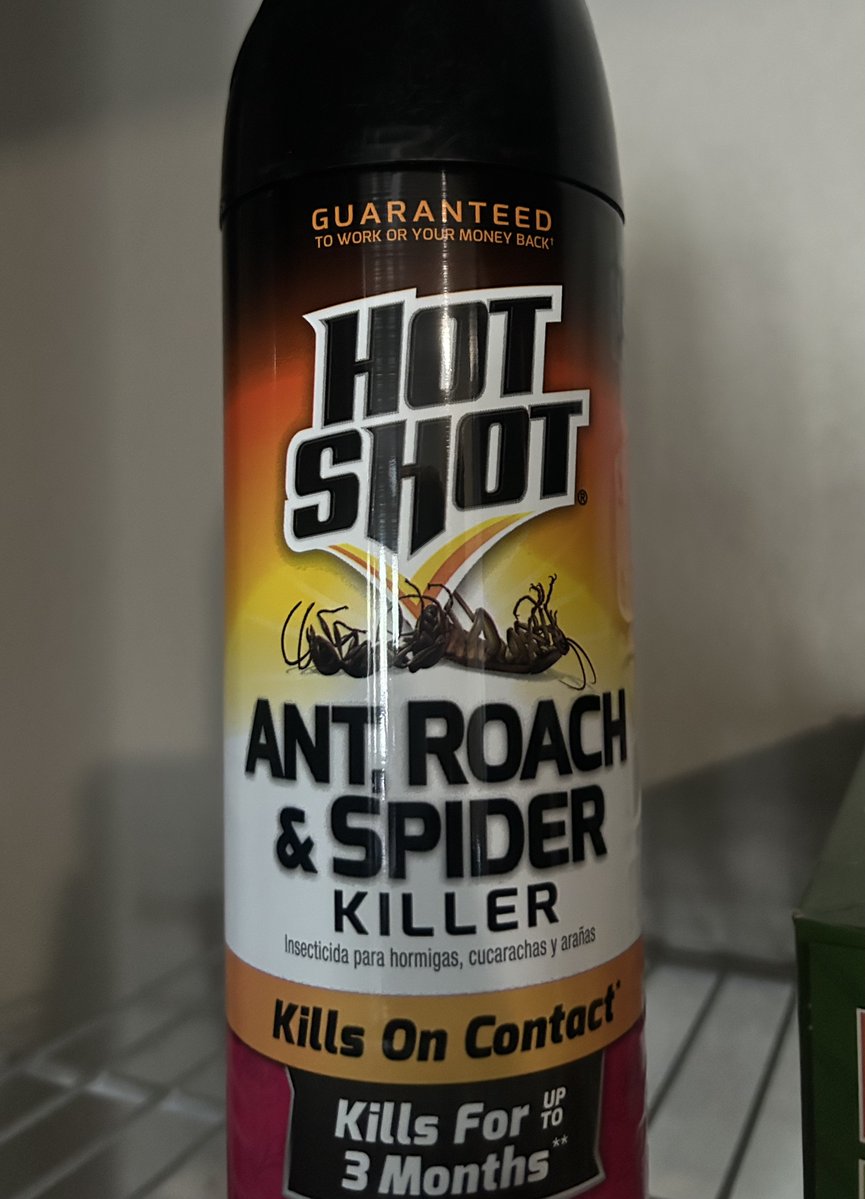 GUARANTEED
TO WORK OR YOUR MONEY BACK†
HOT
SHOT®
ANT, ROACH
& SPIDER
KILLER
Insecticida para hormigas, cucarachas y arañas
Kills On Contact*
Kills For UP TO
3 Months**